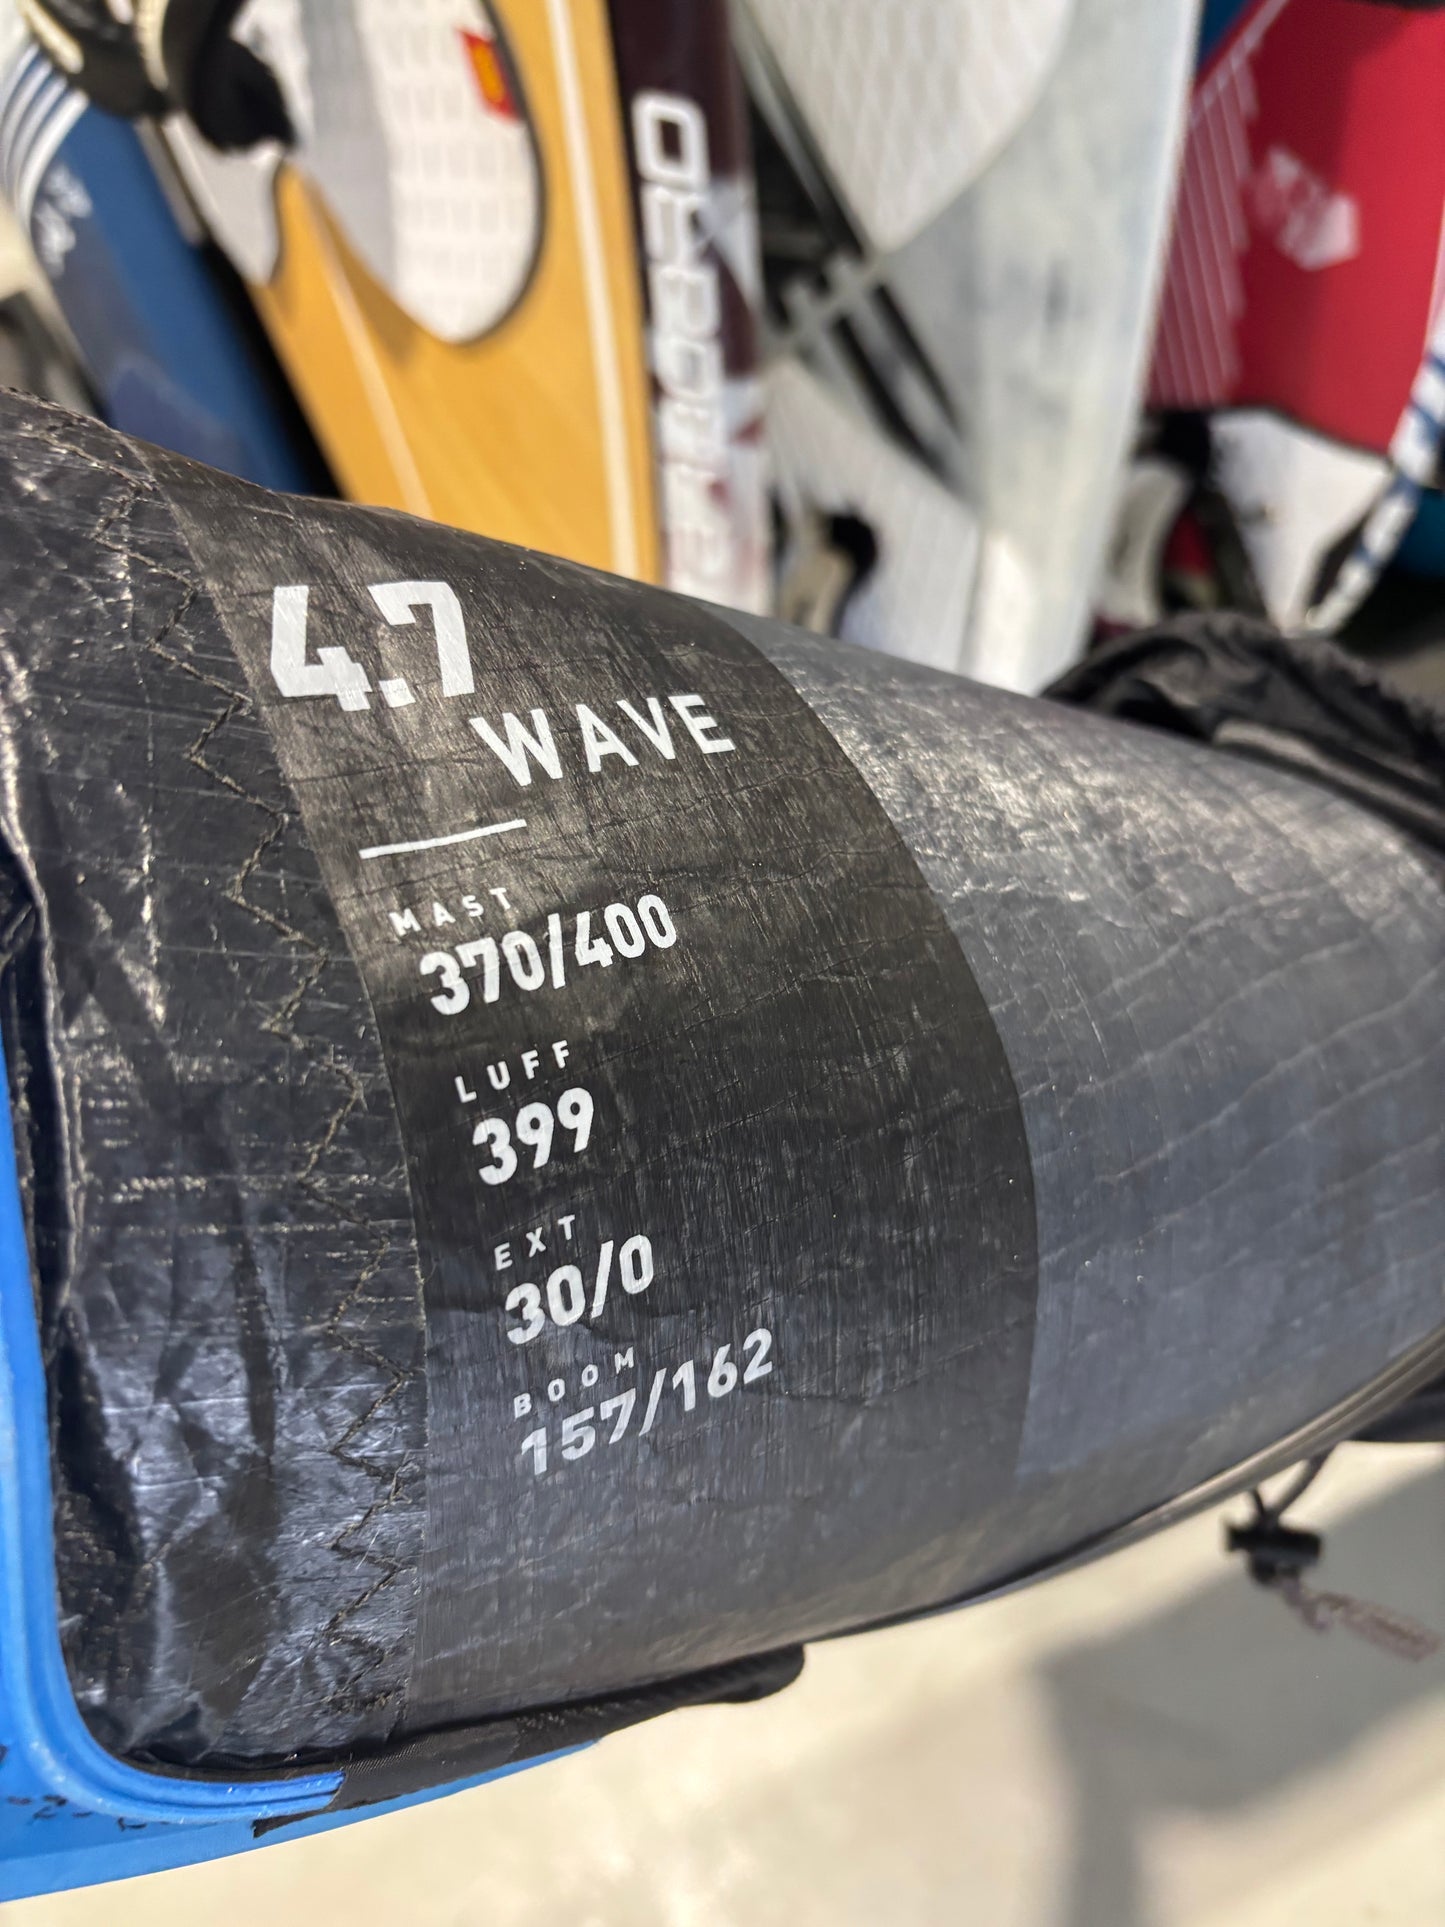 4.7
WAVE
MAST
370/400
LUFF
399
EXT
30/0
BOOM
157/162